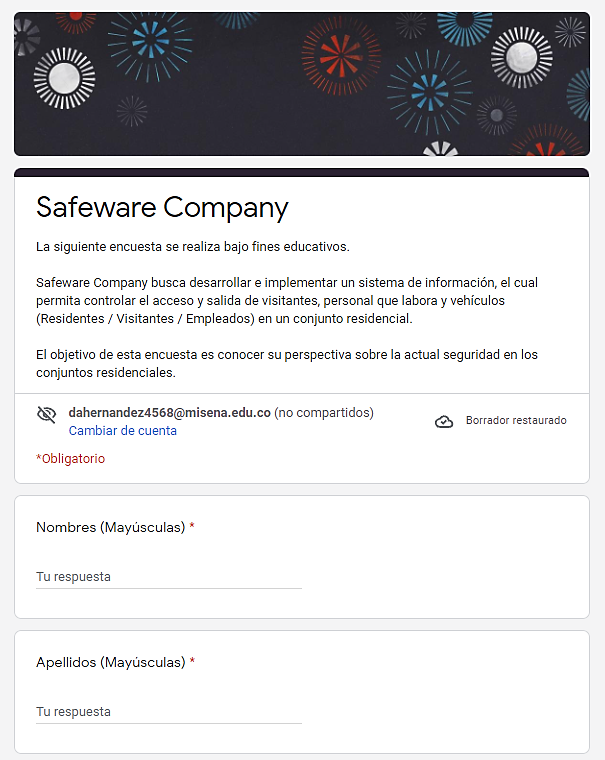 Safeware Company
La siguiente encuesta se realiza bajo fines educativos.
Safeware Company busca desarrollar e implementar un sistema de información, el cual
permita controlar el acceso y salida de visitantes, personal que labora y vehículos
(Residentes / Visitantes / Empleados) en un conjunto residencial.
El objetivo de esta encuesta es conocer su perspectiva sobre la actual seguridad en los
conjuntos residenciales.
dahernandez4568@misena.edu.co (no compartidos)
Cambiar de cuenta
Borrador restaurado
*Obligatorio
Nombres (Mayúsculas) *
Tu respuesta
Apellidos (Mayúsculas) *
Tu respuesta